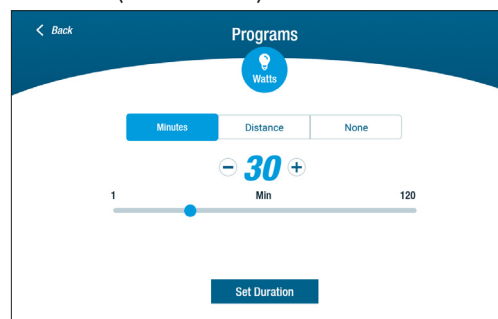 Back
Programs
Watts
Minutes Distance None
30
1 Min 120
Set Duration